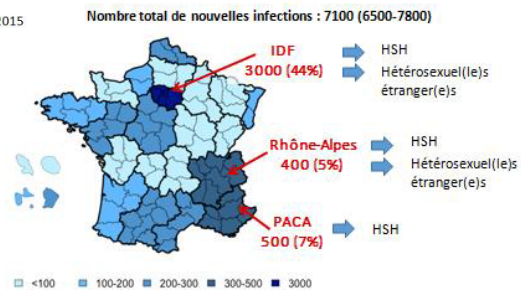 2015
Nombre total de nouvelles infections : 7100 (6500-7800)
IDF
3000 (44%)
HSH
Hétérosexuel(le)s
étranger(e)s
Rhône-Alpes
400 (5%)
HSH
Hétérosexuel(le)s
étranger(e)s
PACA
500 (7%)
HSH
<100 100-200 200-300 300-500 3000